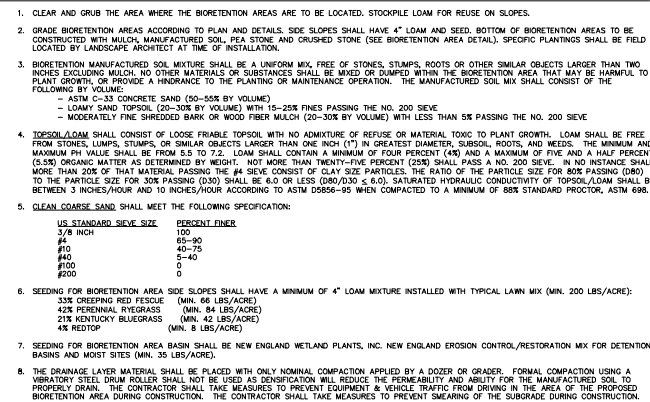 1. CLEAR AND GRUB THE AREA WHERE THE BIORETENTION AREAS ARE TO BE LOCATED. STOCKPILE LOAM FOR REUSE ON SLOPES.
2. GRADE BIORETENTION AREAS ACCORDING TO PLAN AND DETAILS. SIDE SLOPES SHALL HAVE 4" LOAM AND SEED. BOTTOM OF BIORETENTION AREAS TO BE
CONSTRUCTED WITH MULCH, MANUFACTURED SOIL, PEA STONE AND CRUSHED STONE (SEE BIORETENTION AREA DETAIL). SPECIFIC PLANTINGS SHALL BE FIELD
LOCATED BY LANDSCAPE ARCHITECT AT TIME OF INSTALLATION.
3. BIORETENTION MANUFACTURED SOIL MIXTURE SHALL BE A UNIFORM MIX, FREE OF STONES, STUMPS, ROOTS OR OTHER SIMILAR OBJECTS LARGER THAN TWO
INCHES EXCLUDING MULCH. NO OTHER MATERIALS OR SUBSTANCES SHALL BE MIXED OR DUMPED WITHIN THE BIORETENTION AREA THAT MAY BE HARMFUL TO
PLANT GROWTH, OR PROVIDE A HINDRANCE TO THE PLANTING OR MAINTENANCE OPERATION. THE MANUFACTURED SOIL MIX SHALL CONSIST OF THE
FOLLOWING BY VOLUME:
– ASTM C-33 CONCRETE SAND (50-55% BY VOLUME)
– LOAMY SAND TOPSOIL (20-30% BY VOLUME) WITH 15-25% FINES PASSING THE NO. 200 SIEVE
– MODERATELY FINE SHREDDED BARK OR WOOD FIBER MULCH (20-30% BY VOLUME) WITH LESS THAN 5% PASSING THE NO. 200 SIEVE
4. TOPSOIL/LOAM SHALL CONSIST OF LOOSE FRIABLE TOPSOIL WITH NO ADMIXTURE OF REFUSE OR MATERIAL TOXIC TO PLANT GROWTH. LOAM SHALL BE FREE
FROM STONES, LUMPS, STUMPS, OR SIMILAR OBJECTS LARGER THAN ONE INCH (1") IN GREATEST DIAMETER, SUBSOIL, ROOTS, AND WEEDS. THE MINIMUM AND
MAXIMUM PH VALUE SHALL BE FROM 5.5 TO 7.2. LOAM SHALL CONTAIN A MINIMUM OF FOUR PERCENT (4%) AND A MAXIMUM OF FIVE AND A HALF PERCENT
(5.5%) ORGANIC MATTER AS DETERMINED BY WEIGHT. NOT MORE THAN TWENTY-FIVE PERCENT (25%) SHALL PASS A NO. 200 SIEVE. IN NO INSTANCE SHALL
MORE THAN 20% OF THAT MATERIAL PASSING THE #4 SIEVE CONSIST OF CLAY SIZE PARTICLES. THE RATIO OF THE PARTICLE SIZE FOR 80% PASSING (D80)
TO THE PARTICLE SIZE FOR 30% PASSING (D30) SHALL BE 6.0 OR LESS (D80/D30 ≤ 6.0). SATURATED HYDRAULIC CONDUCTIVITY OF TOPSOIL/LOAM SHALL B
BETWEEN 3 INCHES/HOUR AND 10 INCHES/HOUR ACCORDING TO ASTM D5856-95 WHEN COMPACTED TO A MINIMUM OF 88% STANDARD PROCTOR, ASTM 698.
5. CLEAN COARSE SAND SHALL MEET THE FOLLOWING SPECIFICATION:
US STANDARD SIEVE SIZE PERCENT FINER
3/8 INCH 100
#4 65-90
#10 40-75
#40 5-40
#100 0
#200 0
6. SEEDING FOR BIORETENTION AREA SIDE SLOPES SHALL HAVE A MINIMUM OF 4" LOAM MIXTURE INSTALLED WITH TYPICAL LAWN MIX (MIN. 200 LBS/ACRE):
33% CREEPING RED FESCUE (MIN. 66 LBS/ACRE)
42% PERENNIAL RYEGRASS (MIN. 84 LBS/ACRE)
21% KENTUCKY BLUEGRASS (MIN. 42 LBS/ACRE)
4% REDTOP (MIN. 8 LBS/ACRE)
7. SEEDING FOR BIORETENTION AREA BASIN SHALL BE NEW ENGLAND WETLAND PLANTS, INC. NEW ENGLAND EROSION CONTROL/RESTORATION MIX FOR DETENTION
BASINS AND MOIST SITES (MIN. 35 LBS/ACRE).
8. THE DRAINAGE LAYER MATERIAL SHALL BE PLACED WITH ONLY NOMINAL COMPACTION APPLIED BY A DOZER OR GRADER. FORMAL COMPACTION USING A
VIBRATORY STEEL DRUM ROLLER SHALL NOT BE USED AS DENSIFICATION WILL REDUCE THE PERMEABILITY AND ABILITY FOR THE MANUFACTURED SOIL TO
PROPERLY DRAIN. THE CONTRACTOR SHALL TAKE MEASURES TO PREVENT EQUIPMENT & VEHICLE TRAFFIC FROM DRIVING IN THE AREA OF THE PROPOSED
BIORETENTION AREA DURING CONSTRUCTION. THE CONTRACTOR SHALL TAKE MEASURES TO PREVENT SMEARING OF THE SUBGRADE DURING CONSTRUCTION.